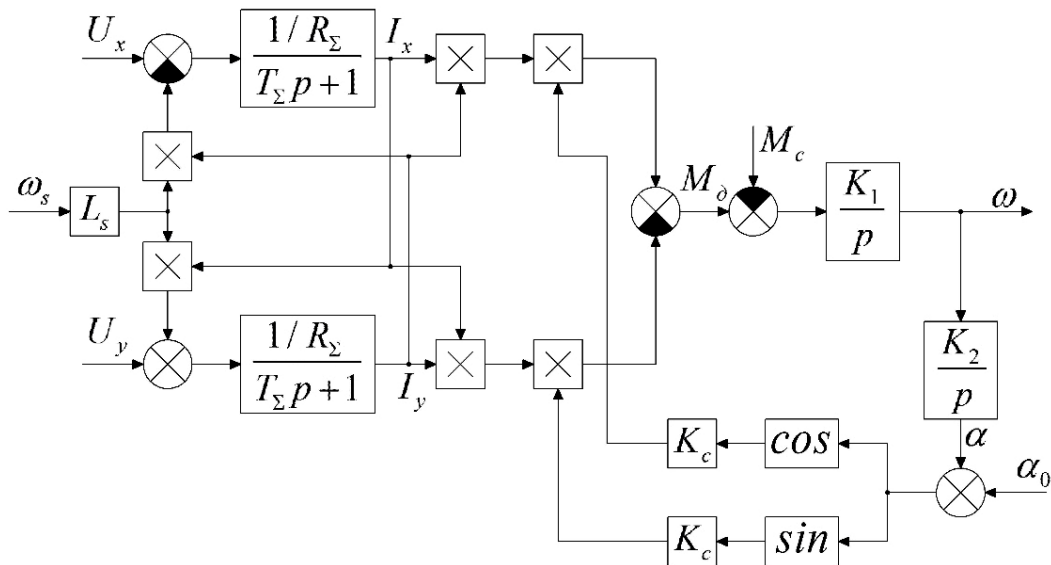 U_x
1 / R_Σ
T_Σ p + 1
I_x
×
×
M_c
×
ω_s
L_s
M_∂
K_1
p
ω
×
U_y
1 / R_Σ
T_Σ p + 1
I_y
×
×
K_2
p
α
K_c
cos
α_0
K_c
sin